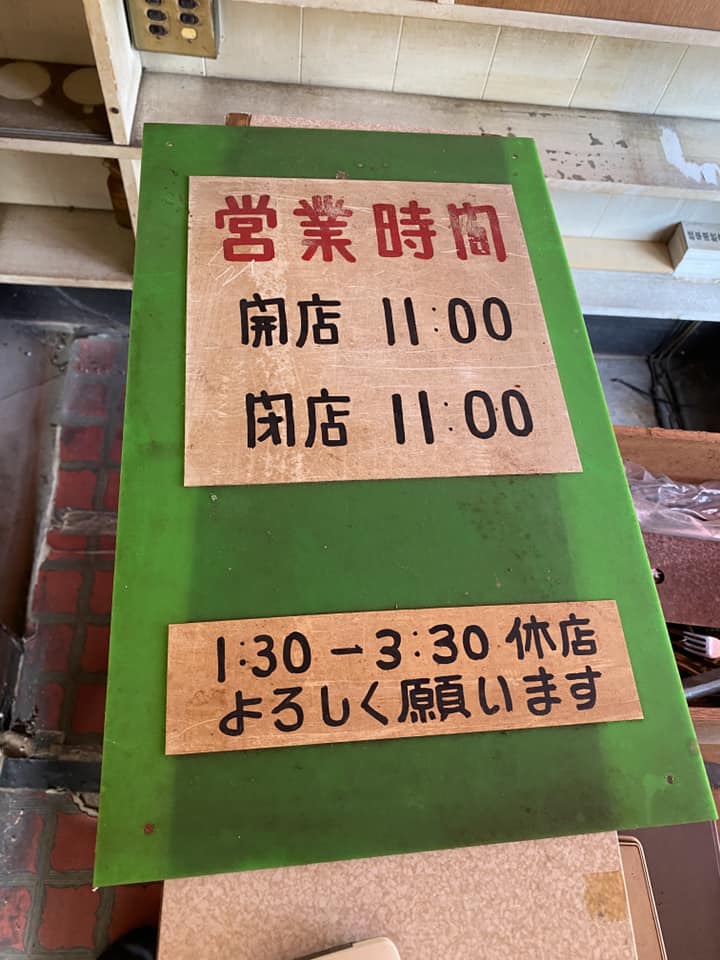 営業時間
開店 11:00
閉店 11:00
1:30−3:30 休店
よろしく願います